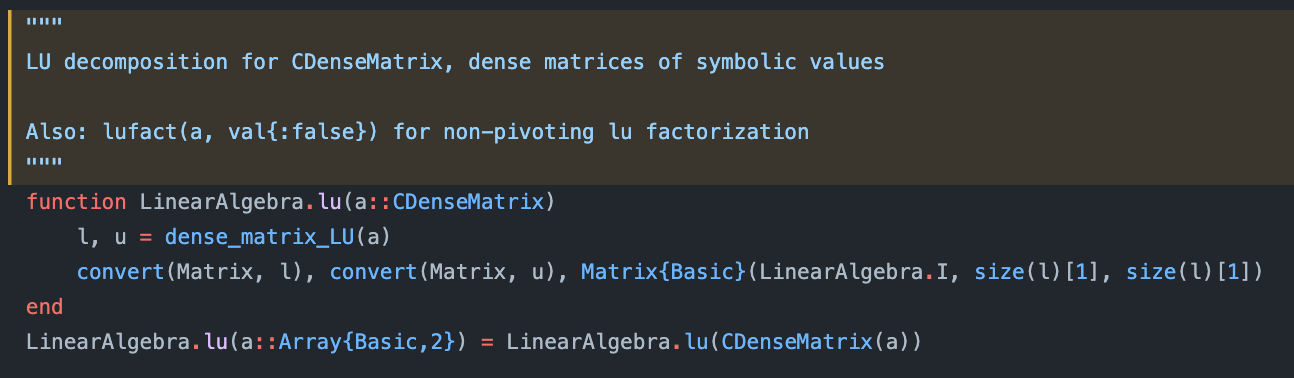 """
LU decomposition for CDenseMatrix, dense matrices of symbolic values

Also: lufact(a, val{:false}) for non-pivoting lu factorization
"""
function LinearAlgebra.lu(a::CDenseMatrix)
    l, u = dense_matrix_LU(a)
    convert(Matrix, l), convert(Matrix, u), Matrix{Basic}(LinearAlgebra.I, size(l)[1], size(l)[1])
end
LinearAlgebra.lu(a::Array{Basic,2}) = LinearAlgebra.lu(CDenseMatrix(a))